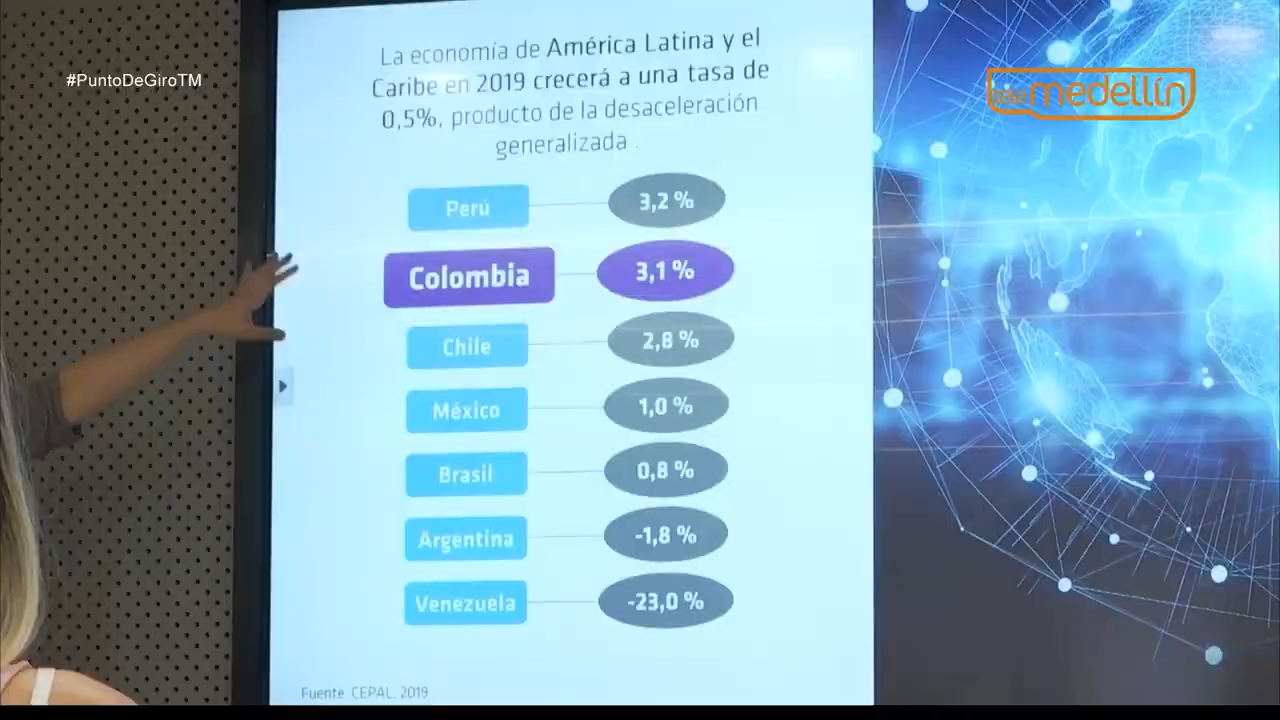 #PuntoDeGiroTM
telemedellín
La economía de América Latina y el
Caribe en 2019 crecerá a una tasa de
0,5%, producto de la desaceleración
generalizada .
Perú 3,2 %
Colombia 3,1 %
Chile 2,8 %
México 1,0 %
Brasil 0,8 %
Argentina -1,8 %
Venezuela -23,0 %
Fuente: CEPAL, 2019